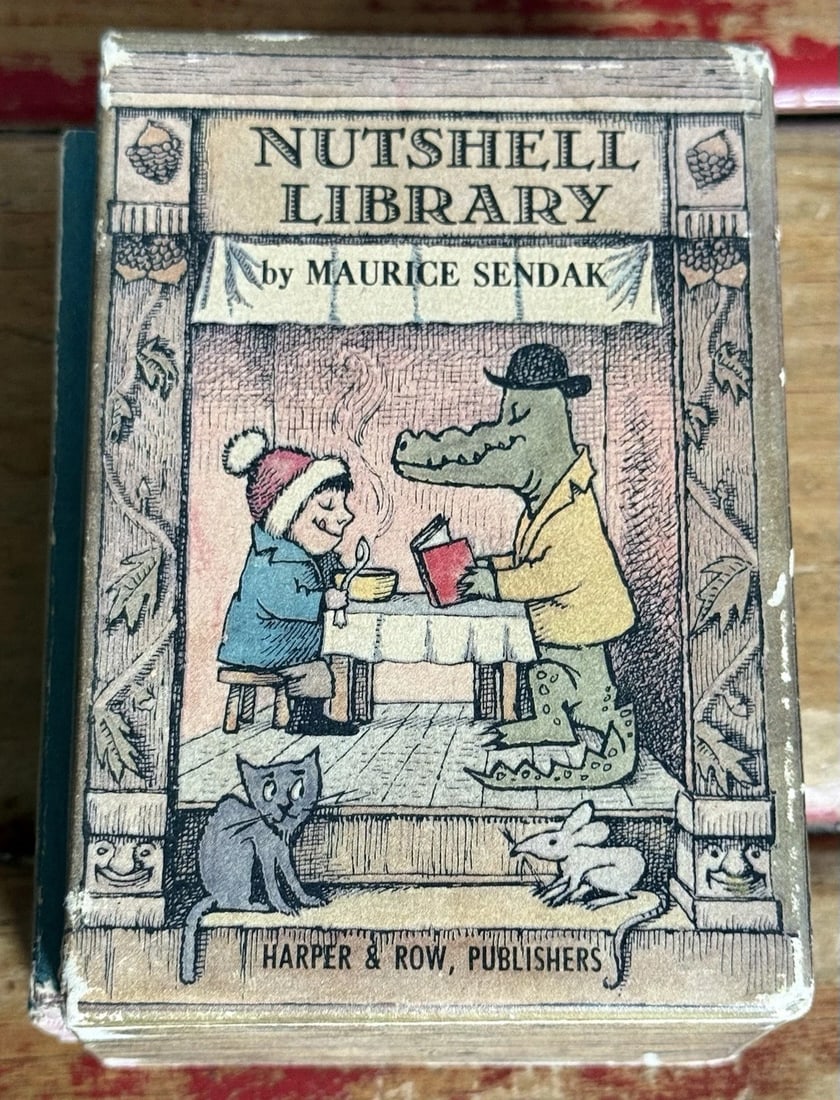 NUTSHELL
LIBRARY
by MAURICE SENDAK
HARPER & ROW, PUBLISHERS